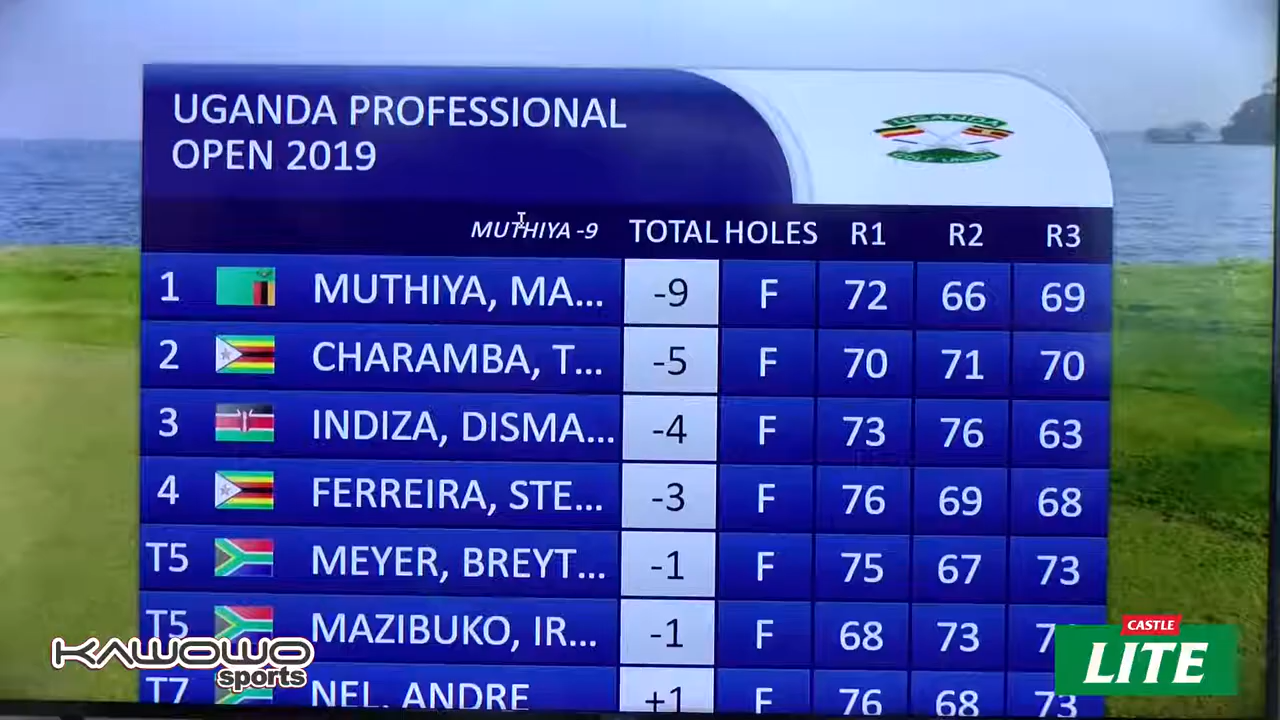 UGANDA PROFESSIONAL
OPEN 2019
UGANDA
GOLF UNION
MUTHIYA -9 TOTAL HOLES R1 R2 R3
1 MUTHIYA, MA... -9 F 72 66 69
2 CHARAMBA, T... -5 F 70 71 70
3 INDIZA, DISMA... -4 F 73 76 63
4 FERREIRA, STE... -3 F 76 69 68
T5 MEYER, BREYT... -1 F 75 67 73
T5 MAZIBUKO, IR... -1 F 68 73
T7 NEL, ANDRE +1 F 76 68 73
KAWOWO
sports
CASTLE
LITE